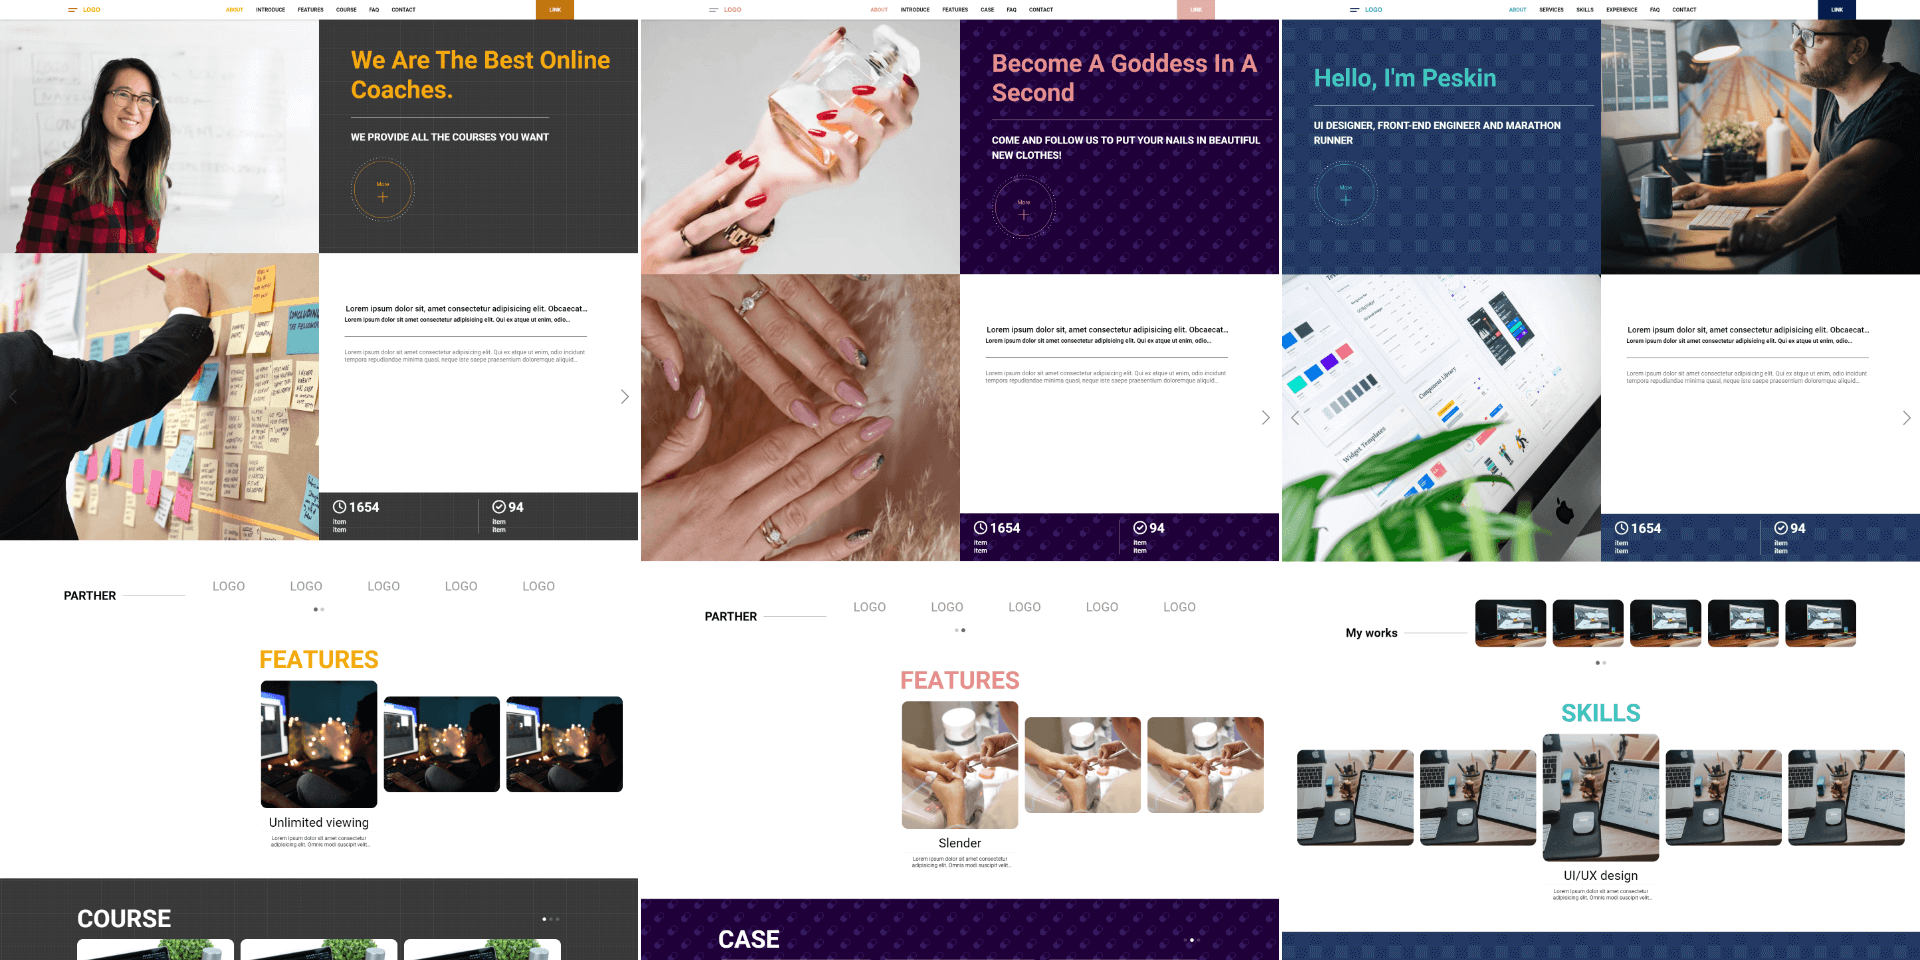 LOGO
ABOUT INTRODUCE FEATURES COURSE FAQ CONTACT
LINK
We Are The Best Online
Coaches.
WE PROVIDE ALL THE COURSES YOU WANT
More
Lorem ipsum dolor sit, amet consectetur adipisicing elit. Obcaecat...
Lorem ipsum dolor sit amet consectetur adipisicing elit. Qui ex atque ut enim, odio...
Lorem ipsum dolor sit amet consectetur adipisicing elit. Qui ex atque ut enim, odio incidunt
tempora repudiandae minima quasi, neque iste saepe praesentium doloremque aliquid...
1654
item
item
94
item
item
PARTHER
LOGO LOGO LOGO LOGO LOGO
FEATURES
Unlimited viewing
Lorem ipsum dolor sit amet consectetur
adipisicing elit. Omnis modi suscipit velit...
COURSE
LOGO
ABOUT INTRODUCE FEATURES CASE FAQ CONTACT
LINK
Become A Goddess In A
Second
COME AND FOLLOW US TO PUT YOUR NAILS IN BEAUTIFUL
NEW CLOTHES!
More
Lorem ipsum dolor sit, amet consectetur adipisicing elit. Obcaecat...
Lorem ipsum dolor sit amet consectetur adipisicing elit. Qui ex atque ut enim, odio...
Lorem ipsum dolor sit amet consectetur adipisicing elit. Qui ex atque ut enim, odio incidunt
tempora repudiandae minima quasi, neque iste saepe praesentium doloremque aliquid...
1654
item
item
94
item
item
PARTHER
LOGO LOGO LOGO LOGO LOGO
FEATURES
Slender
Lorem ipsum dolor sit amet consectetur
adipisicing elit. Omnis modi suscipit velit...
CASE
LOGO
ABOUT SERVICES SKILLS EXPERIENCE FAQ CONTACT
LINK
Hello, I'm Peskin
UI DESIGNER, FRONT-END ENGINEER AND MARATHON
RUNNER
More
Component Library
Widget Templates
Lorem ipsum dolor sit, amet consectetur adipisicing elit. Obcaecat...
Lorem ipsum dolor sit amet consectetur adipisicing elit. Qui ex atque ut enim, odio...
Lorem ipsum dolor sit amet consectetur adipisicing elit. Qui ex atque ut enim, odio incidunt
tempora repudiandae minima quasi, neque iste saepe praesentium doloremque aliquid...
1654
item
item
94
item
item
My works
SKILLS
UI/UX design
Lorem ipsum dolor sit amet consectetur
adipisicing elit. Omnis modi suscipit velit...